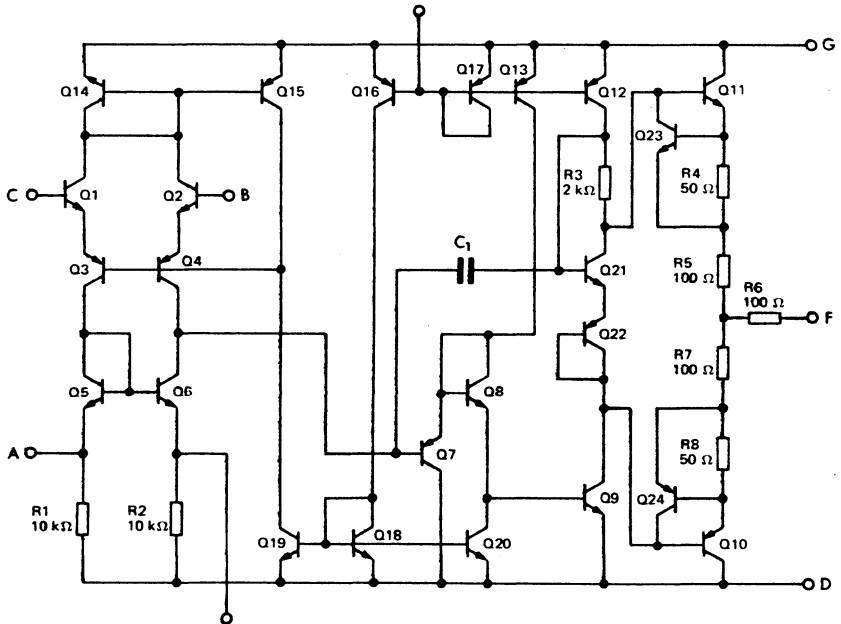 G
Q14
Q15
Q16
Q17
Q13
Q12
Q11
Q23
R3
2 kΩ
R4
50 Ω
C
Q1
Q2
B
C1
Q3
Q4
Q21
R5
100 Ω
R6
100 Ω
F
Q22
R7
100 Ω
Q5
Q6
Q8
A
Q7
R8
50 Ω
R1
10 kΩ
R2
10 kΩ
Q9
Q24
Q19
Q18
Q20
Q10
D